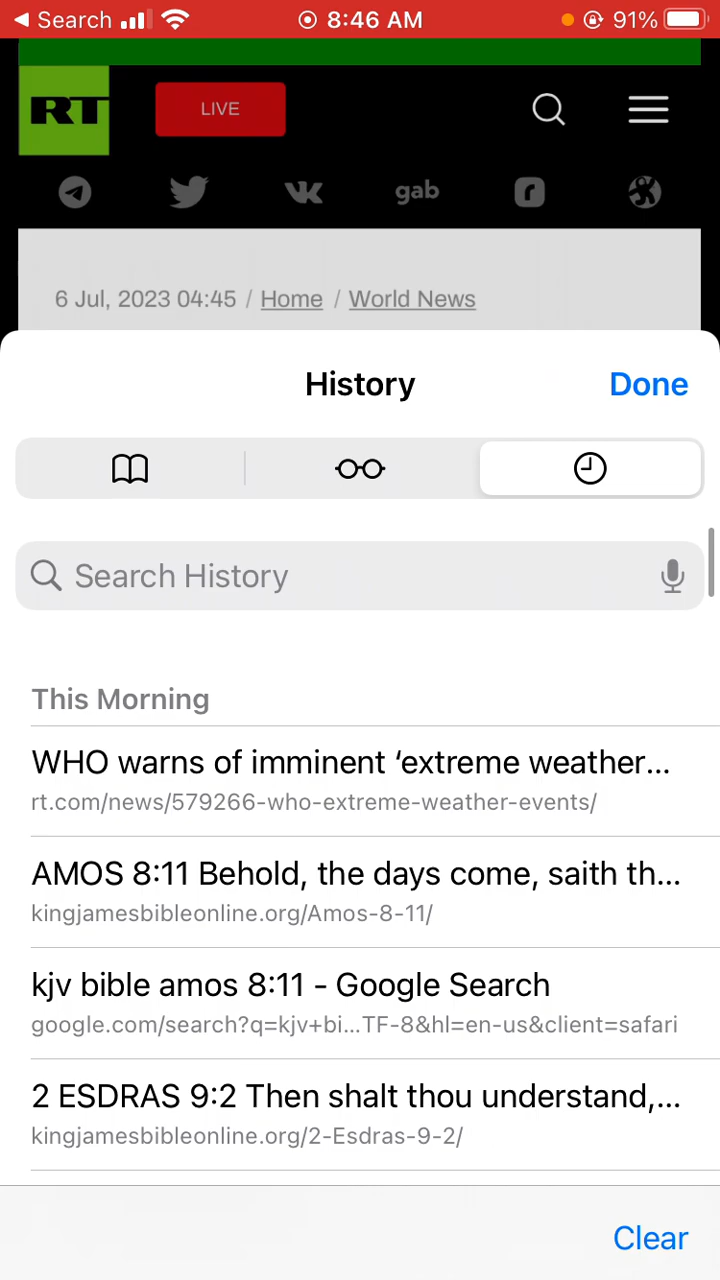 ◀ Search 8:46 AM 91%
RT LIVE
gab
6 Jul, 2023 04:45 / Home / World News
History Done
Search History
This Morning
WHO warns of imminent ‘extreme weather...
rt.com/news/579266-who-extreme-weather-events/
AMOS 8:11 Behold, the days come, saith th...
kingjamesbibleonline.org/Amos-8-11/
kjv bible amos 8:11 - Google Search
google.com/search?q=kjv+bi...TF-8&hl=en-us&client=safari
2 ESDRAS 9:2 Then shalt thou understand,...
kingjamesbibleonline.org/2-Esdras-9-2/
Clear